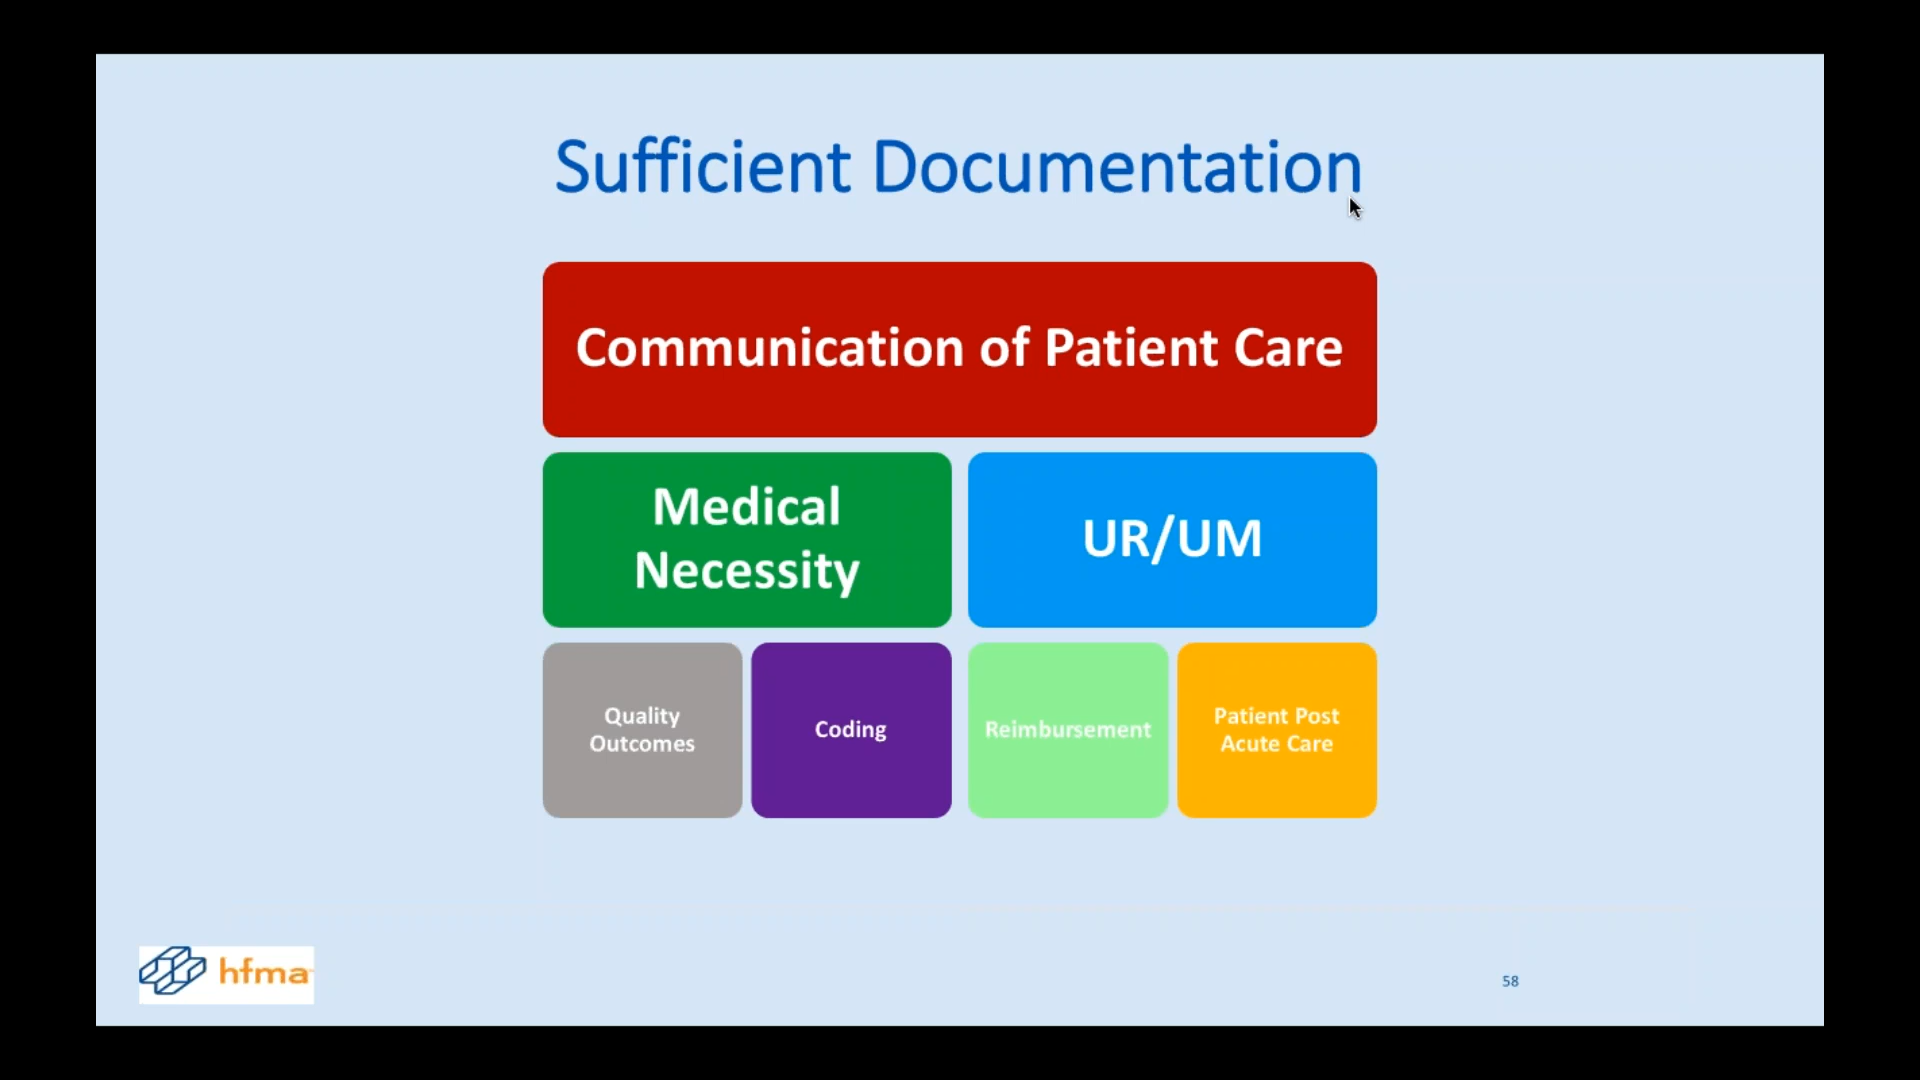 Sufficient Documentation
Communication of Patient Care
Medical
Necessity
UR/UM
Quality
Outcomes
Coding
Reimbursement
Patient Post
Acute Care
hfma
58